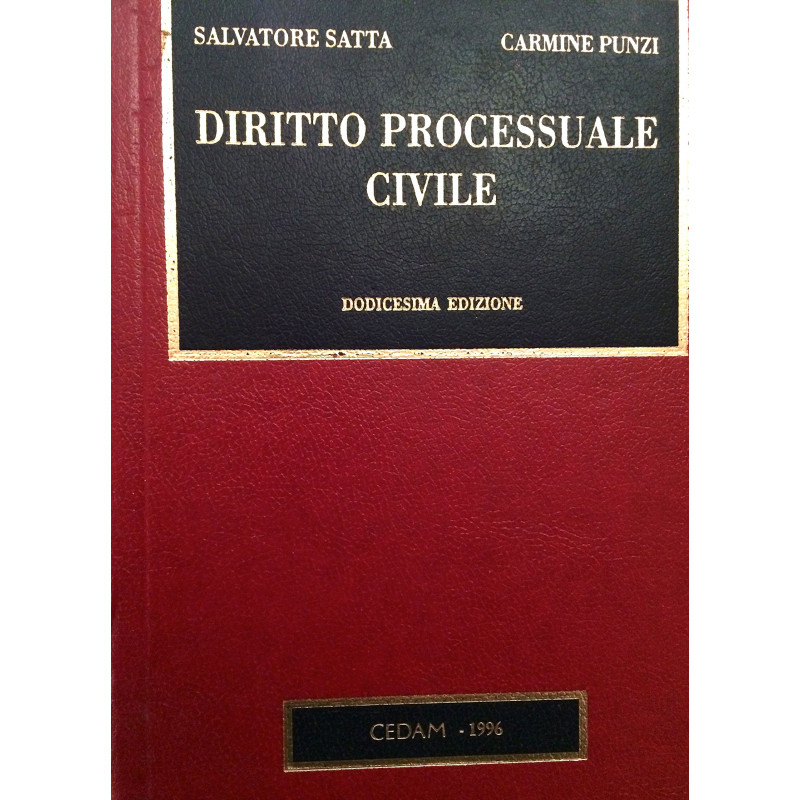 SALVATORE SATTA CARMINE PUNZI
DIRITTO PROCESSUALE
CIVILE
DODICESIMA EDIZIONE
CEDAM - 1996